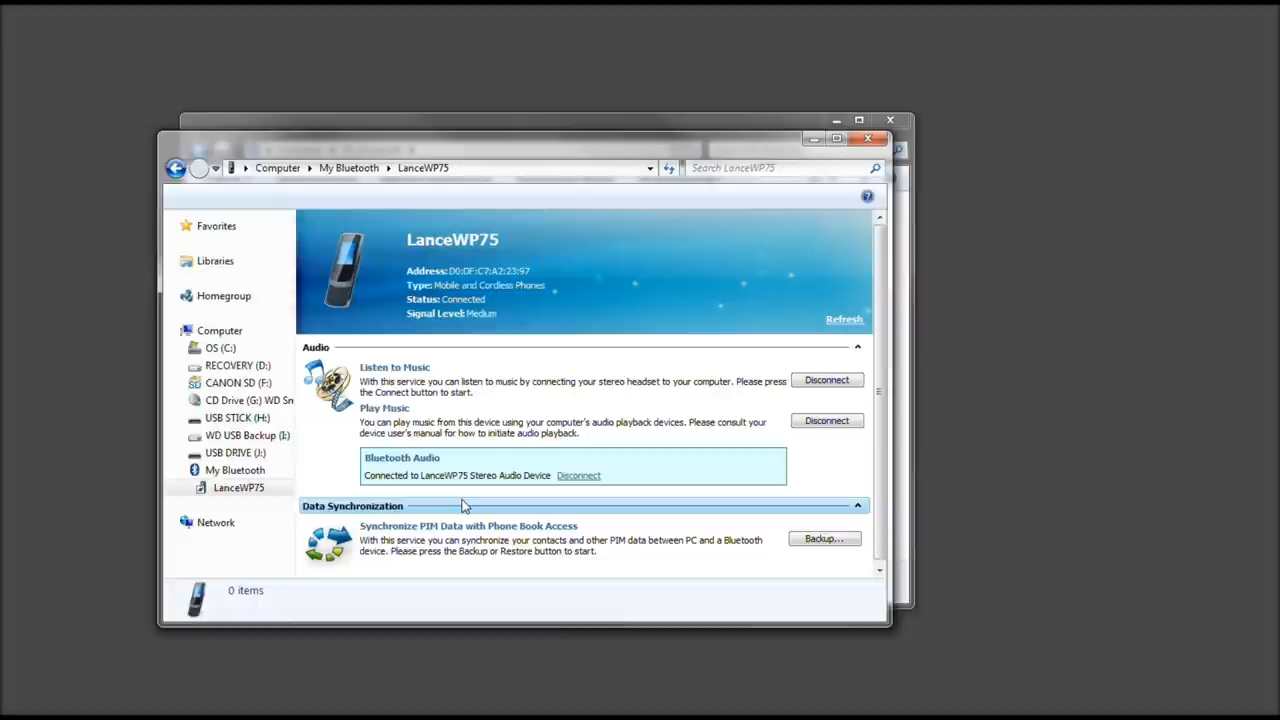 Computer ▸ My Bluetooth ▸ LanceWP75
Search LanceWP75
Favorites
Libraries
Homegroup
Computer
OS (C:)
RECOVERY (D:)
CANON SD (F:)
CD Drive (G:) WD Sm
USB STICK (H:)
WD USB Backup (I:)
USB DRIVE (J:)
My Bluetooth
LanceWP75
Network
LanceWP75
Address: D0:DF:C7:A2:23:97
Type: Mobile and Cordless Phones
Status: Connected
Signal Level: Medium
Refresh
Audio
Listen to Music
With this service you can listen to music by connecting your stereo headset to your computer. Please press
the Connect button to start.
Disconnect
Play Music
You can play music from this device using your computer's audio playback devices. Please consult your
device user's manual for how to initiate audio playback.
Disconnect
Bluetooth Audio
Connected to LanceWP75 Stereo Audio Device Disconnect
Data Synchronization
Synchronize PIM Data with Phone Book Access
With this service you can synchronize your contacts and other PIM data between PC and a Bluetooth
device. Please press the Backup or Restore button to start.
Backup...
0 items